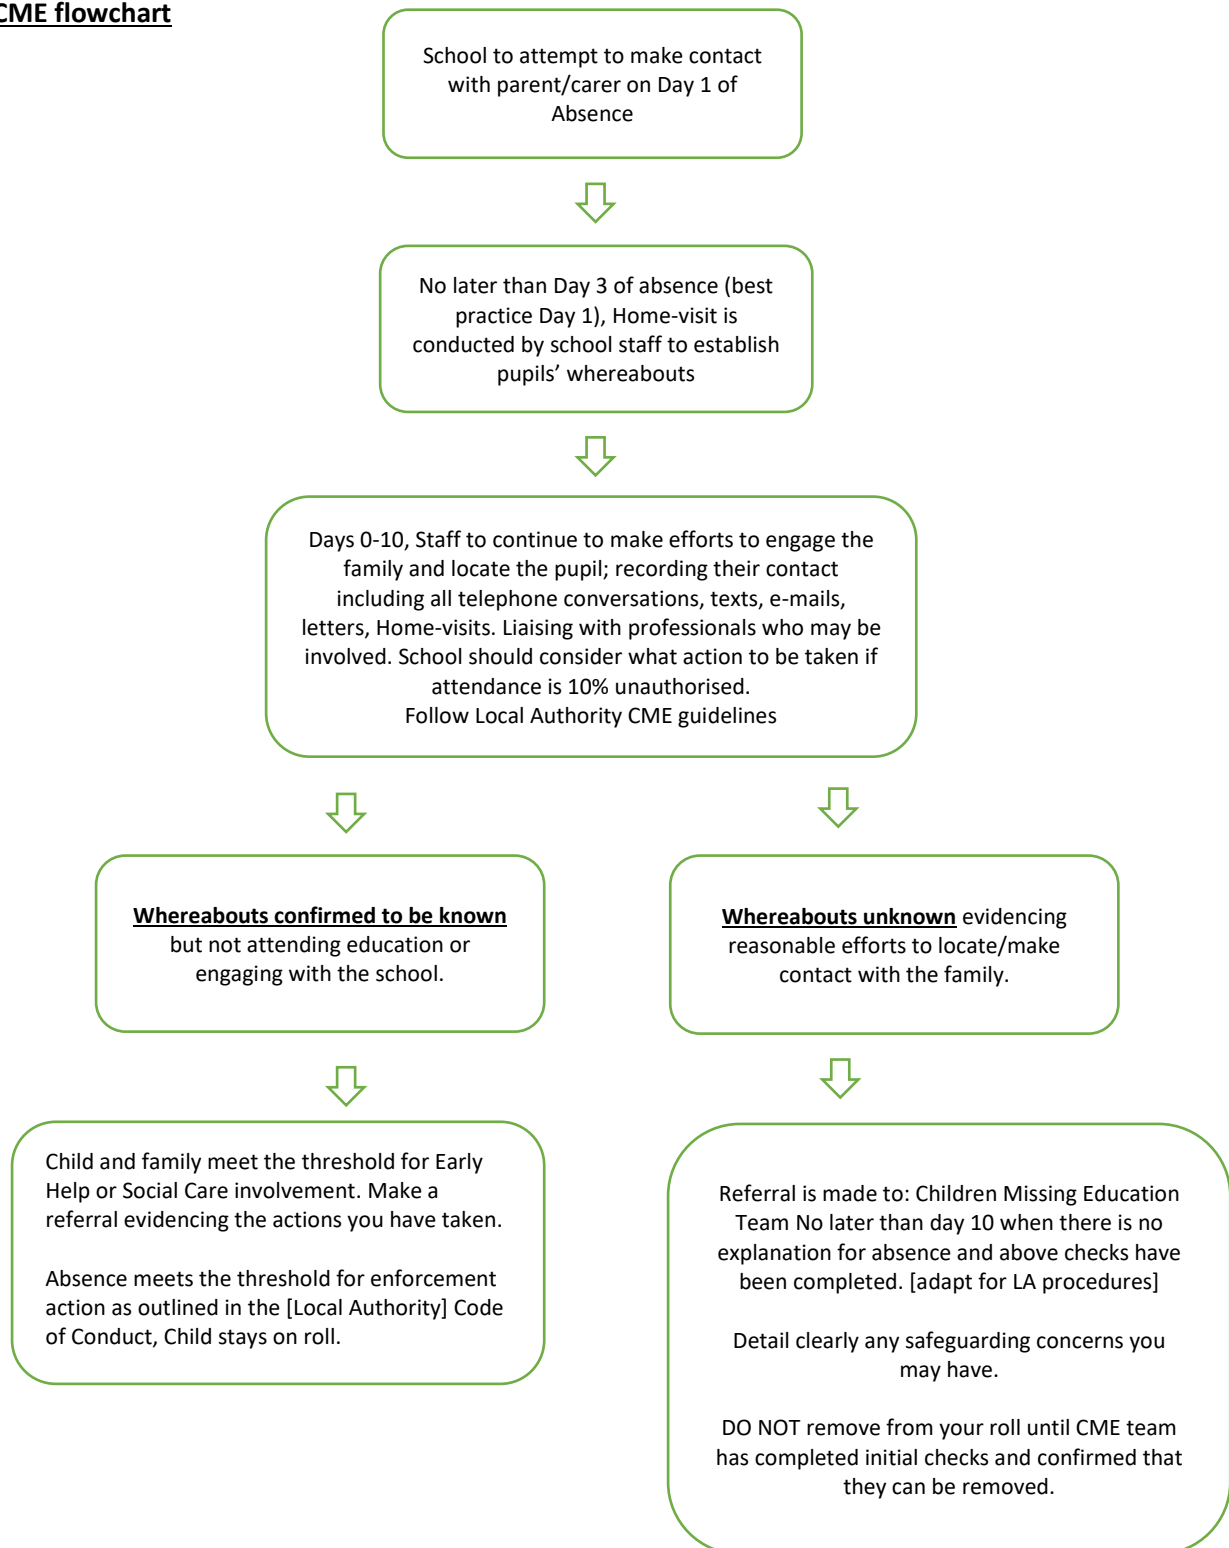 CME flowchart
School to attempt to make contact
with parent/carer on Day 1 of
Absence
No later than Day 3 of absence (best
practice Day 1), Home-visit is
conducted by school staff to establish
pupils’ whereabouts
Days 0-10, Staff to continue to make efforts to engage the
family and locate the pupil; recording their contact
including all telephone conversations, texts, e-mails,
letters, Home-visits. Liaising with professionals who may be
involved. School should consider what action to be taken if
attendance is 10% unauthorised.
Follow Local Authority CME guidelines
Whereabouts confirmed to be known
but not attending education or
engaging with the school.
Whereabouts unknown evidencing
reasonable efforts to locate/make
contact with the family.
Child and family meet the threshold for Early
Help or Social Care involvement. Make a
referral evidencing the actions you have taken.
Absence meets the threshold for enforcement
action as outlined in the [Local Authority] Code
of Conduct, Child stays on roll.
Referral is made to: Children Missing Education
Team No later than day 10 when there is no
explanation for absence and above checks have
been completed. [adapt for LA procedures]
Detail clearly any safeguarding concerns you
may have.
DO NOT remove from your roll until CME team
has completed initial checks and confirmed that
they can be removed.